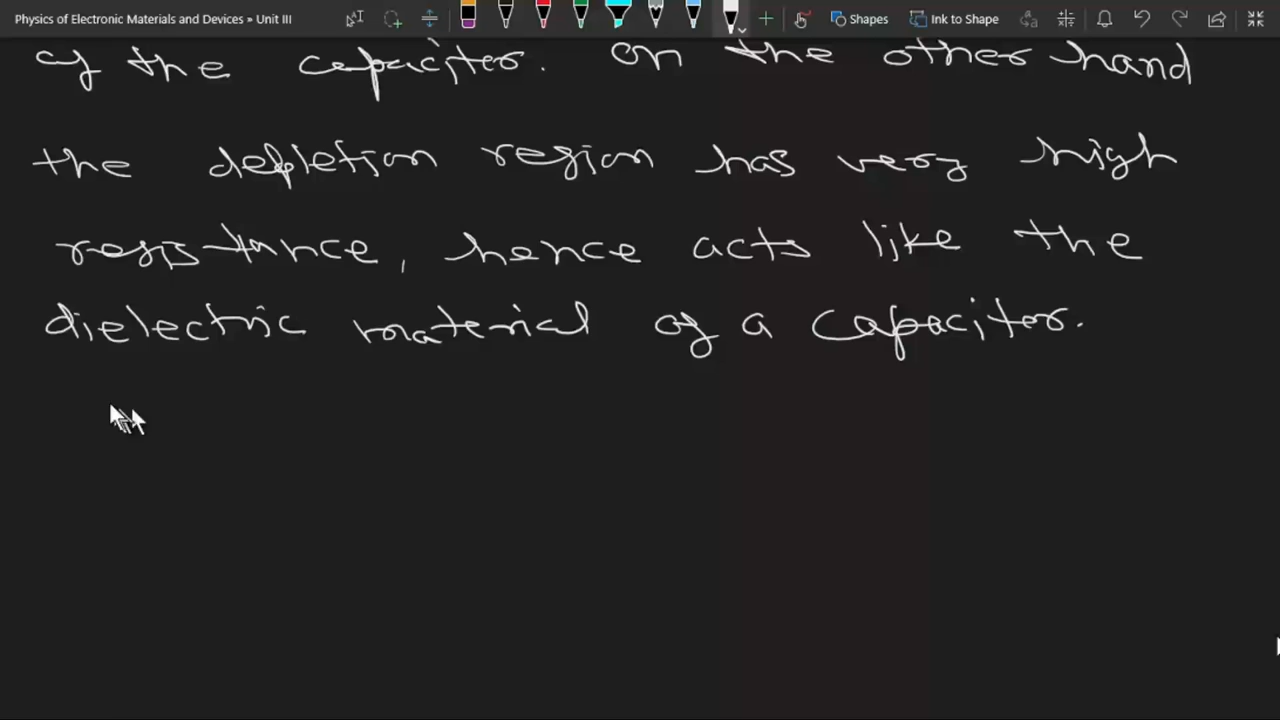 Physics of Electronic Materials and Devices » Unit III
Shapes
Ink to Shape
of the capacitor. On the other hand
the depletion region has very high
resistance, hence acts like the
dielectric material of a capacitor.